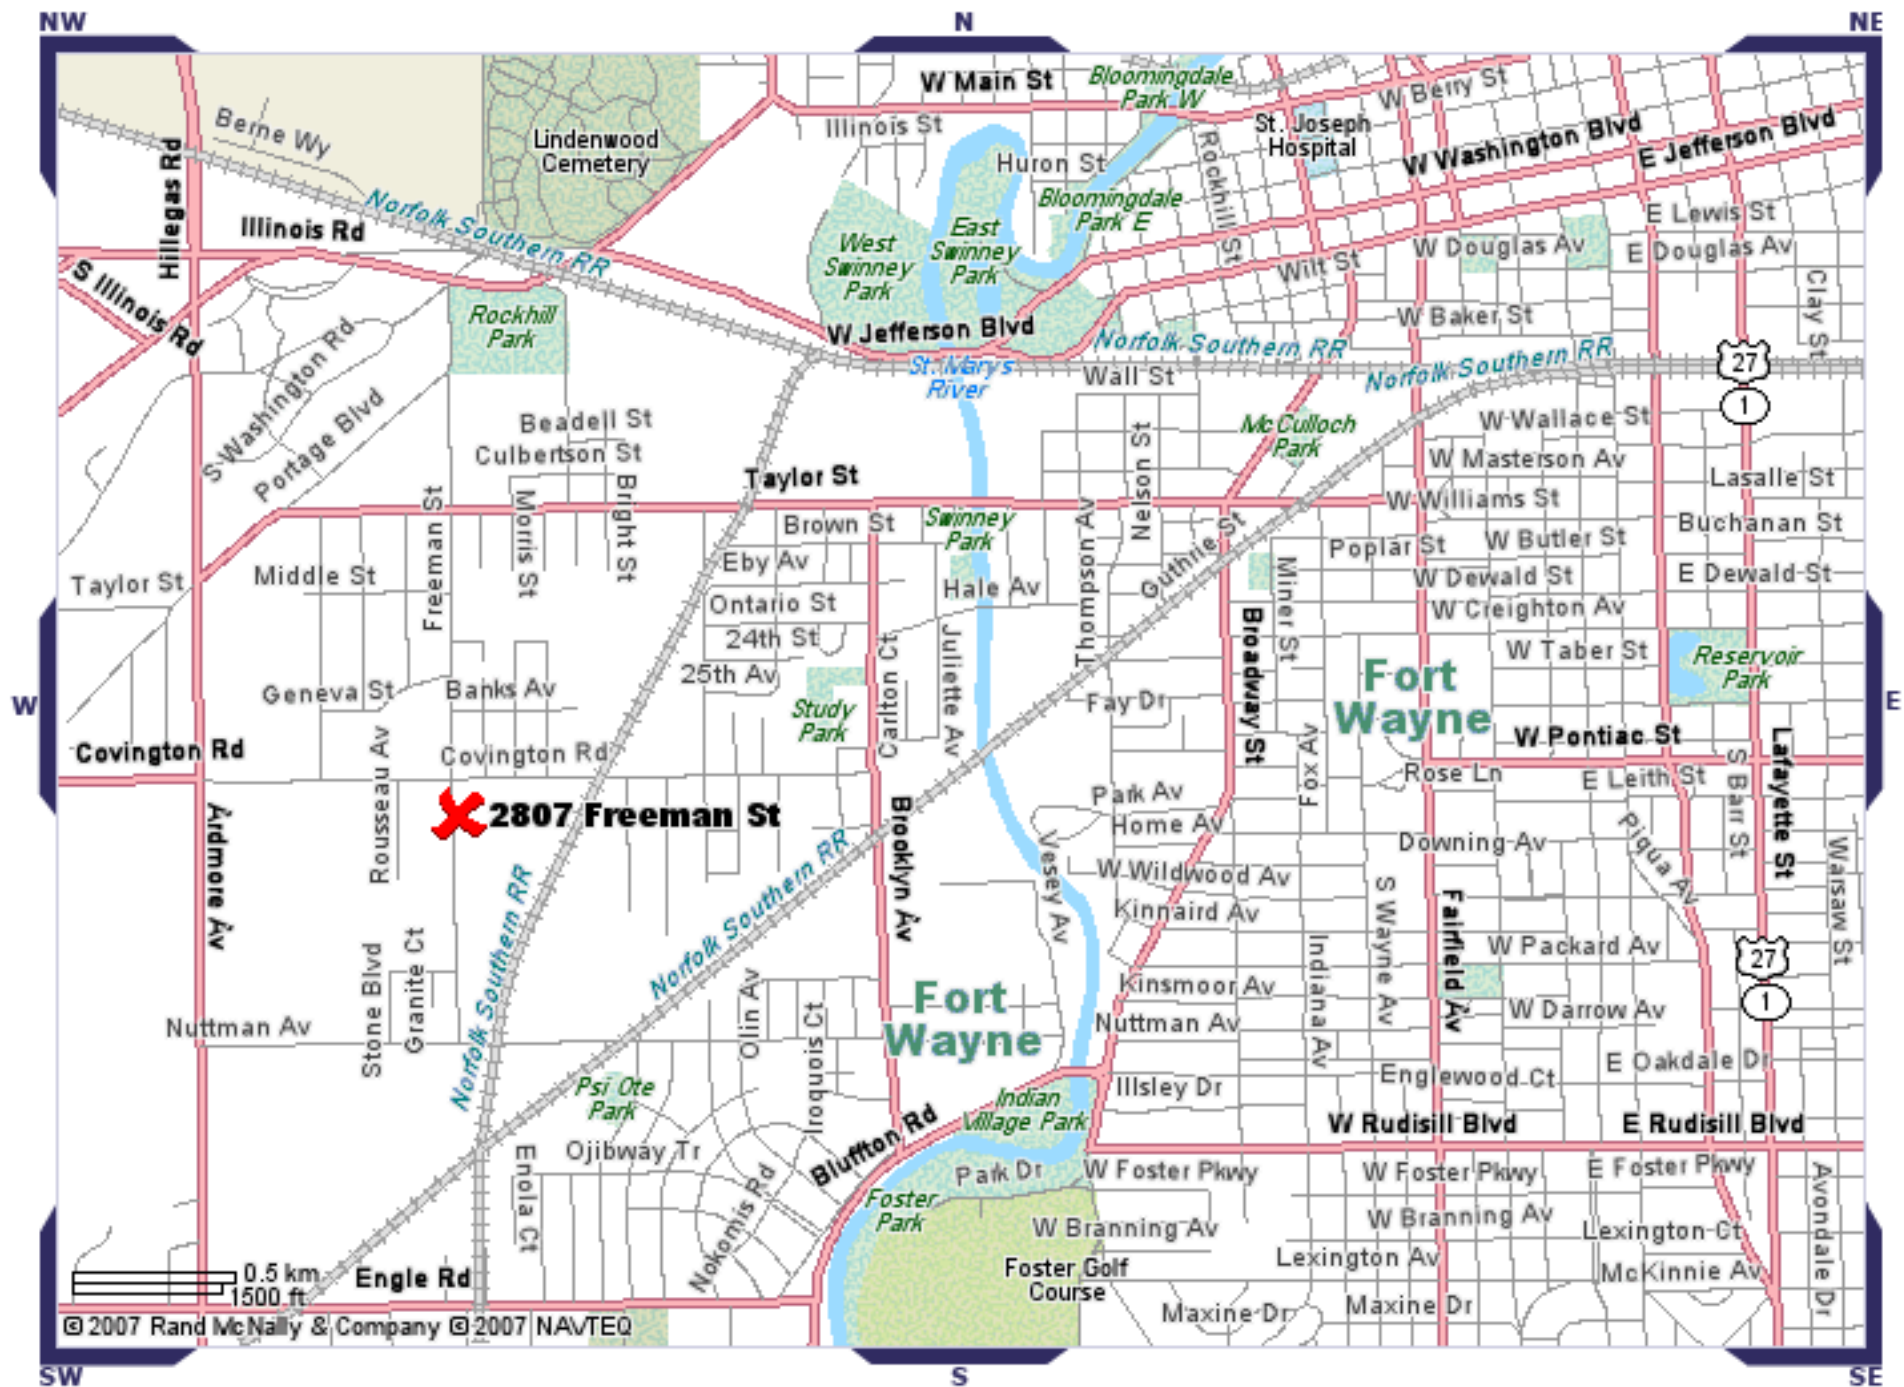 NW
N
NE
W Main St
Bloomingdale
Park W
W Berry St
Berne Wy
Illinois St
St. Joseph
Hospital
W Washington Blvd
E Jefferson Blvd
Lindenwood
Cemetery
Huron St
Rockhill St
Hillegas Rd
Norfolk Southern RR
Bloomingdale
Park E
E Lewis St
Illinois Rd
West
Swinney
Park
East
Swinney
Park
W Douglas Av
E Douglas Av
Wilt St
S Illinois Rd
Clay St
Rockhill
Park
W Jefferson Blvd
W Baker St
Norfolk Southern RR
Norfolk Southern RR
S Washington Rd
St. Marys
River
Wall St
27
1
Portage Blvd
Beadell St
Culbertson St
McCulloch
Park
W Wallace St
Nelson St
W Masterson Av
Taylor St
Lasalle St
Freeman St
Morris St
Bright St
W Williams St
Brown St
Swinney
Park
Thompson Av
Guthrie St
Buchanan St
Poplar St
W Butler St
Eby Av
Middle St
Taylor St
Hale Av
Miner St
W Dewald St
E Dewald St
Ontario St
W Creighton Av
24th St
Carlton Ct
Juliette Av
Broadway St
W Taber St
Reservoir
Park
25th Av
Geneva St
Banks Av
Fort
Wayne
Fay Dr
W
E
Study
Park
Rousseau Av
Covington Rd
Covington Rd
Fox Av
W Pontiac St
Lafayette St
Rose Ln
E Leith St
S Barr St
Park Av
2807 Freeman St
Ardmore Av
Brooklyn Av
Home Av
Piqua Av
Downing Av
Warsaw St
Vesey Av
W Wildwood Av
Norfolk Southern RR
Norfolk Southern RR
Kinnaird Av
S Wayne Av
Fairfield Av
W Packard Av
Indiana Av
27
1
Stone Blvd
Granite Ct
Olin Av
Iroquois Ct
Fort
Wayne
Kinsmoor Av
W Darrow Av
Nuttman Av
Nuttman Av
E Oakdale Dr
Englewood Ct
Psi Ote
Park
Illsley Dr
Indian
Village Park
W Rudisill Blvd
E Rudisill Blvd
Bluffton Rd
Ojibway Tr
Enola Ct
Nokomis Rd
Park Dr
W Foster Pkwy
W Foster Pkwy
E Foster Pkwy
Avondale Dr
Foster
Park
W Branning Av
W Branning Av
Lexington Ct
Lexington Av
Foster Golf
Course
McKinnie Av
0.5 km
1500 ft
Engle Rd
Maxine Dr
Maxine Dr
© 2007 Rand McNally & Company © 2007 NAVTEQ
SW
S
SE